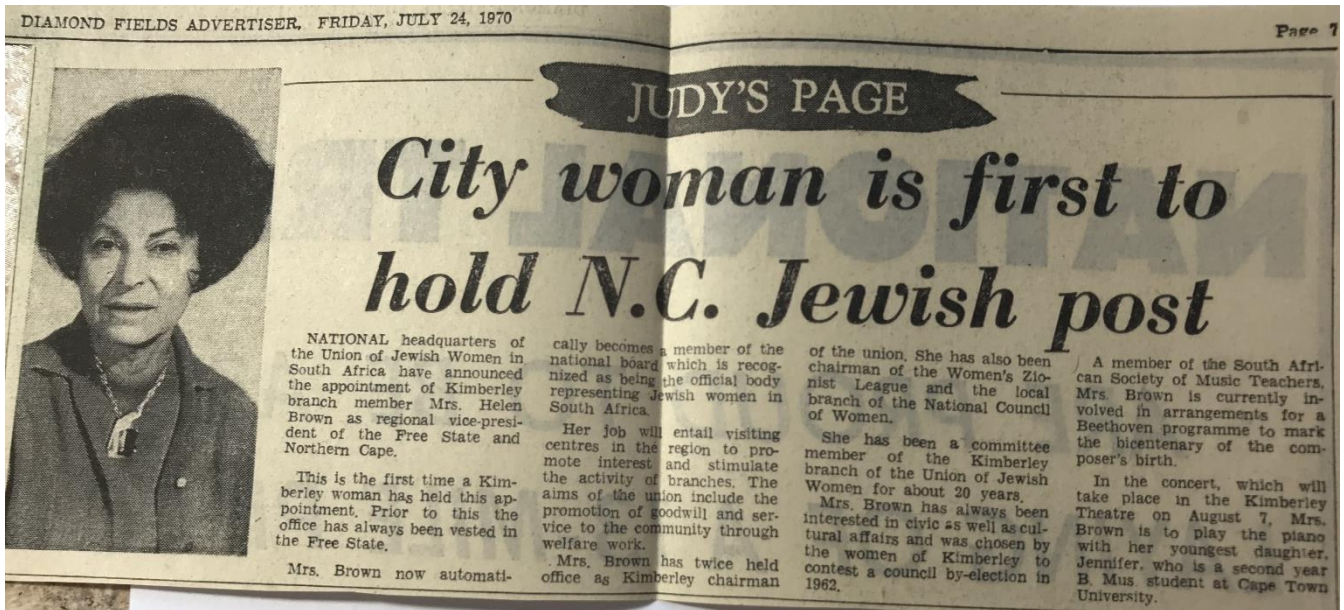 DIAMOND FIELDS ADVERTISER, FRIDAY, JULY 24, 1970
Page 7
JUDY'S PAGE
City woman is first to
hold N.C. Jewish post
NATIONAL headquarters of
the Union of Jewish Women in
South Africa have announced
the appointment of Kimberley
branch member Mrs. Helen
Brown as regional vice-presi-
dent of the Free State and
Northern Cape.
This is the first time a Kim-
berley woman has held this ap-
pointment. Prior to this the
office has always been vested in
the Free State.
Mrs. Brown now automati-
cally becomes a member of the
national board which is recog-
nized as being the official body
representing Jewish women in
South Africa.
Her job will entail visiting
centres in the region to pro-
mote interest and stimulate
the activity of branches. The
aims of the union include the
promotion of goodwill and ser-
vice to the community through
welfare work.
Mrs. Brown has twice held
office as Kimberley chairman
of the union. She has also been
chairman of the Women's Zio-
nist League and the local
branch of the National Council
of Women.
She has been a committee
member of the Kimberley
branch of the Union of Jewish
Women for about 20 years.
Mrs. Brown has always been
interested in civic as well as cul-
tural affairs and was chosen by
the women of Kimberley to
contest a council by-election in
1962.
A member of the South Afri-
can Society of Music Teachers,
Mrs. Brown is currently in-
volved in arrangements for a
Beethoven programme to mark
the bicentenary of the com-
poser's birth.
In the concert, which will
take place in the Kimberley
Theatre on August 7, Mrs.
Brown is to play the piano
with her youngest daughter,
Jennifer, who is a second year
B. Mus. student at Cape Town
University.